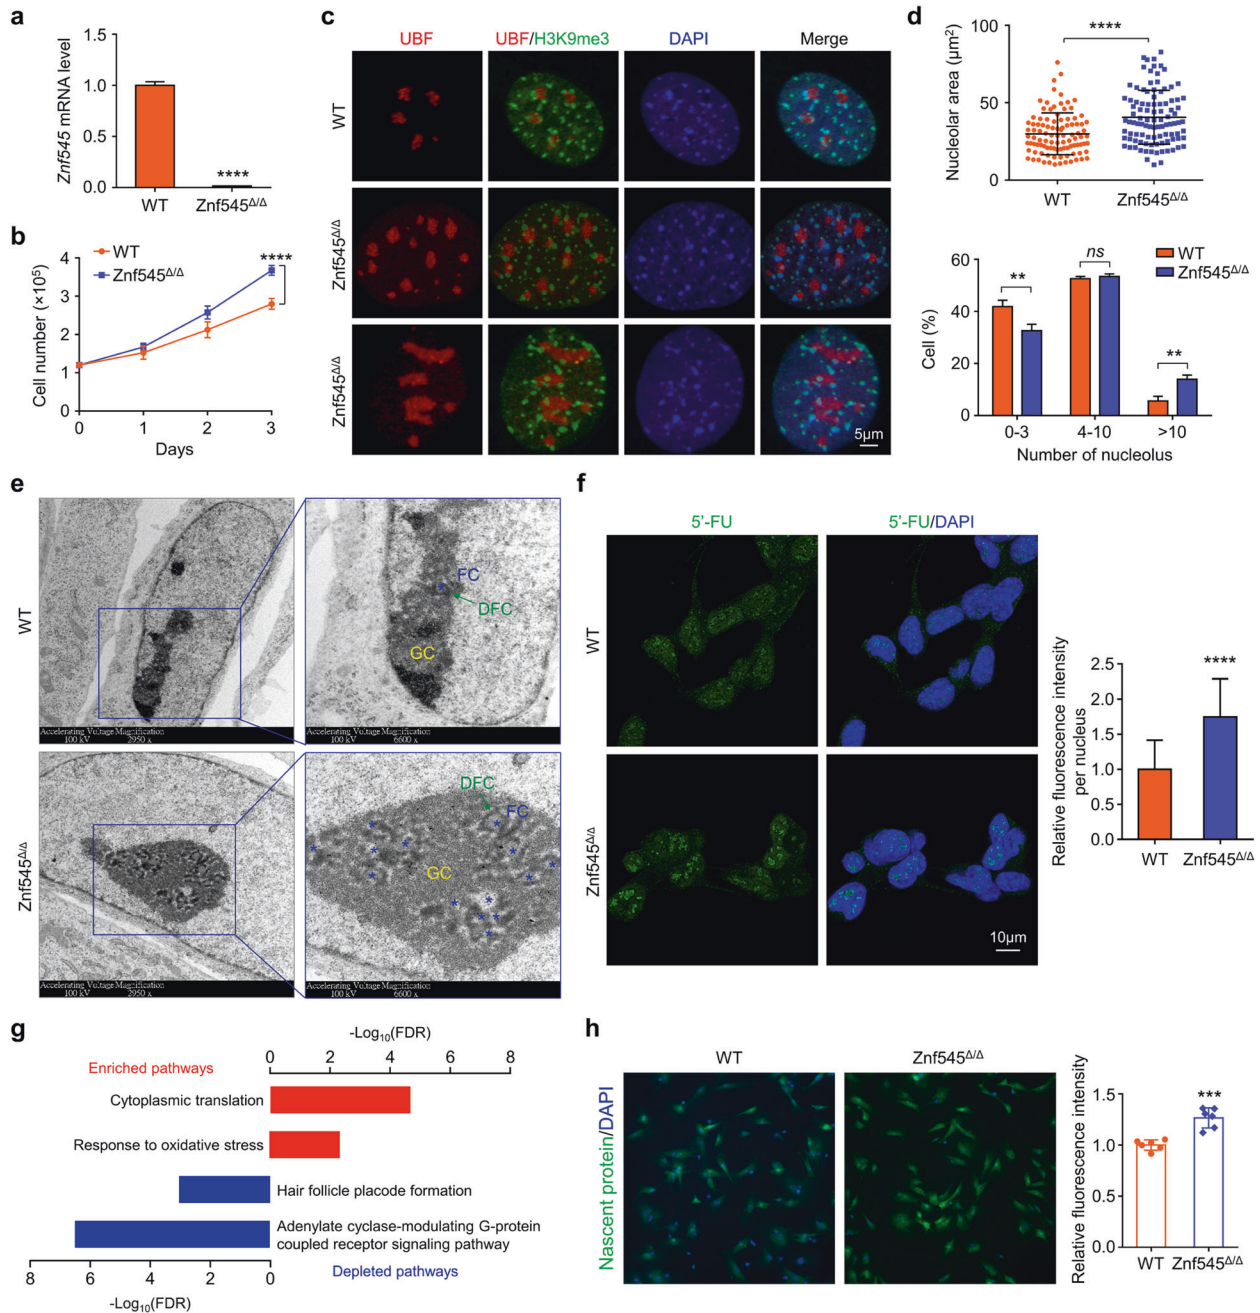 a
Znf545 mRNA level
1.5
1.0
0.5
0.0
****
WT
Znf545Δ/Δ
b
WT
Znf545Δ/Δ
****
Cell number (×10⁵)
4
3
2
1
0
0
1
2
3
Days
c
UBF
UBF/H3K9me3
DAPI
Merge
WT
Znf545Δ/Δ
Znf545Δ/Δ
5μm
d
Nucleolar area (μm²)
100
50
0
****
WT
Znf545Δ/Δ
Cell (%)
60
40
20
0
**
ns
**
WT
Znf545Δ/Δ
0-3
4-10
>10
Number of nucleolus
e
WT
FC
DFC
GC
Accelerating Voltage Magnification
100 kV 2950 x
Accelerating Voltage Magnification
100 kV 6600 x
Znf545Δ/Δ
DFC
FC
GC
Accelerating Voltage Magnification
100 kV 2950 x
Accelerating Voltage Magnification
100 kV 6600 x
f
5'-FU
5'-FU/DAPI
WT
Znf545Δ/Δ
10μm
Relative fluorescence intensity
per nucleus
2.5
2.0
1.5
1.0
0.5
0.0
****
WT
Znf545Δ/Δ
g
-Log₁₀(FDR)
0 2 4 6 8
Enriched pathways
Cytoplasmic translation
Response to oxidative stress
Hair follicle placode formation
Adenylate cyclase-modulating G-protein
coupled receptor signaling pathway
Depleted pathways
8 6 4 2 0
-Log₁₀(FDR)
h
WT
Znf545Δ/Δ
Nascent protein/DAPI
Relative fluorescence intensity
1.5
1.0
0.5
0.0
***
WT
Znf545Δ/Δ